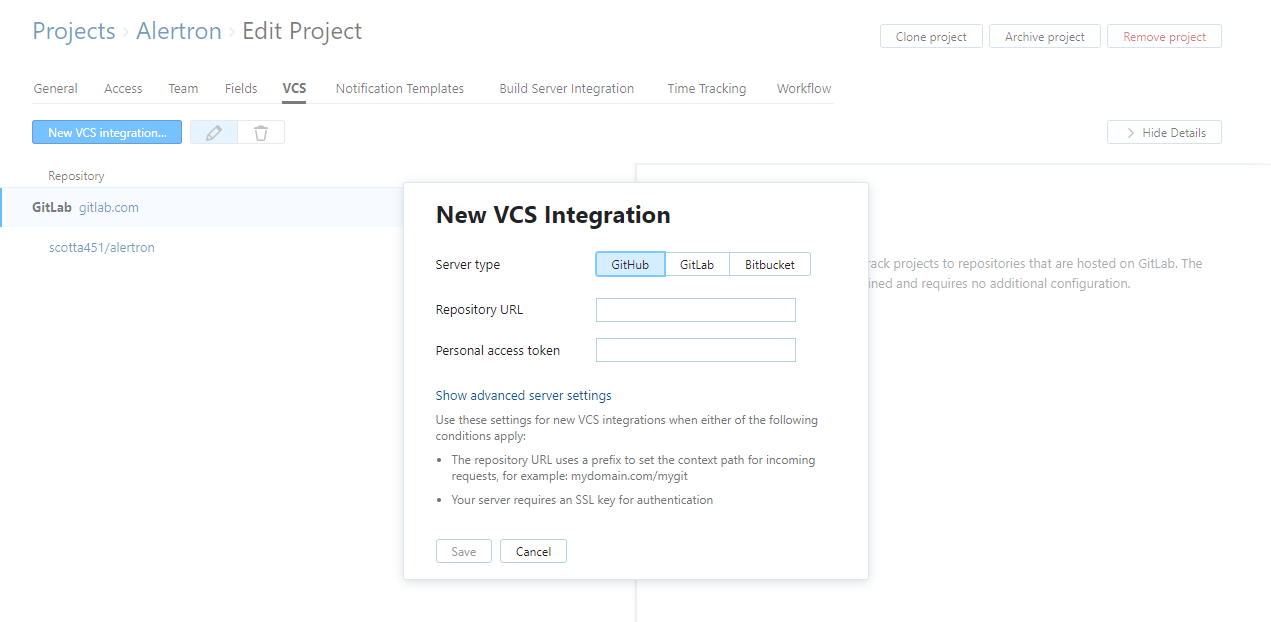 Projects › Alertron › Edit Project
Clone project
Archive project
Remove project
General Access Team Fields VCS Notification Templates Build Server Integration Time Tracking Workflow
New VCS integration...
Hide Details
Repository
GitLab gitlab.com
scotta451/alertron
New VCS Integration
Server type GitHub GitLab Bitbucket
Repository URL
Personal access token
Show advanced server settings
Use these settings for new VCS integrations when either of the following
conditions apply:
• The repository URL uses a prefix to set the context path for incoming
requests, for example: mydomain.com/mygit
• Your server requires an SSL key for authentication
Save Cancel
projects to repositories that are hosted on GitLab. The
and requires no additional configuration.